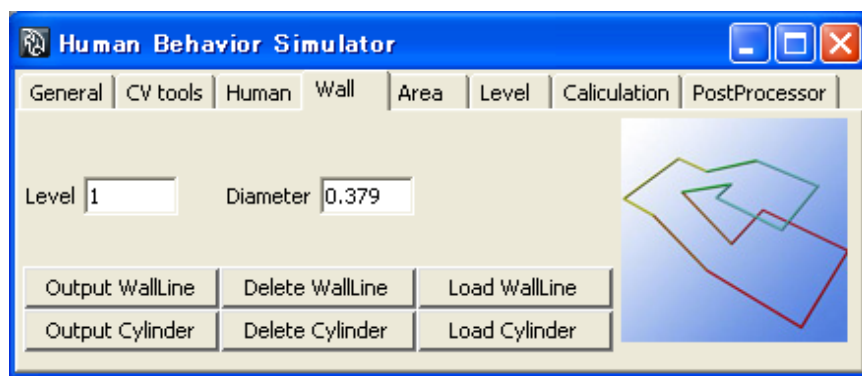 Human Behavior Simulator
General CV tools Human Wall Area Level Caliculation PostProcessor
Level 1 Diameter 0.379
Output WallLine Delete WallLine Load WallLine
Output Cylinder Delete Cylinder Load Cylinder